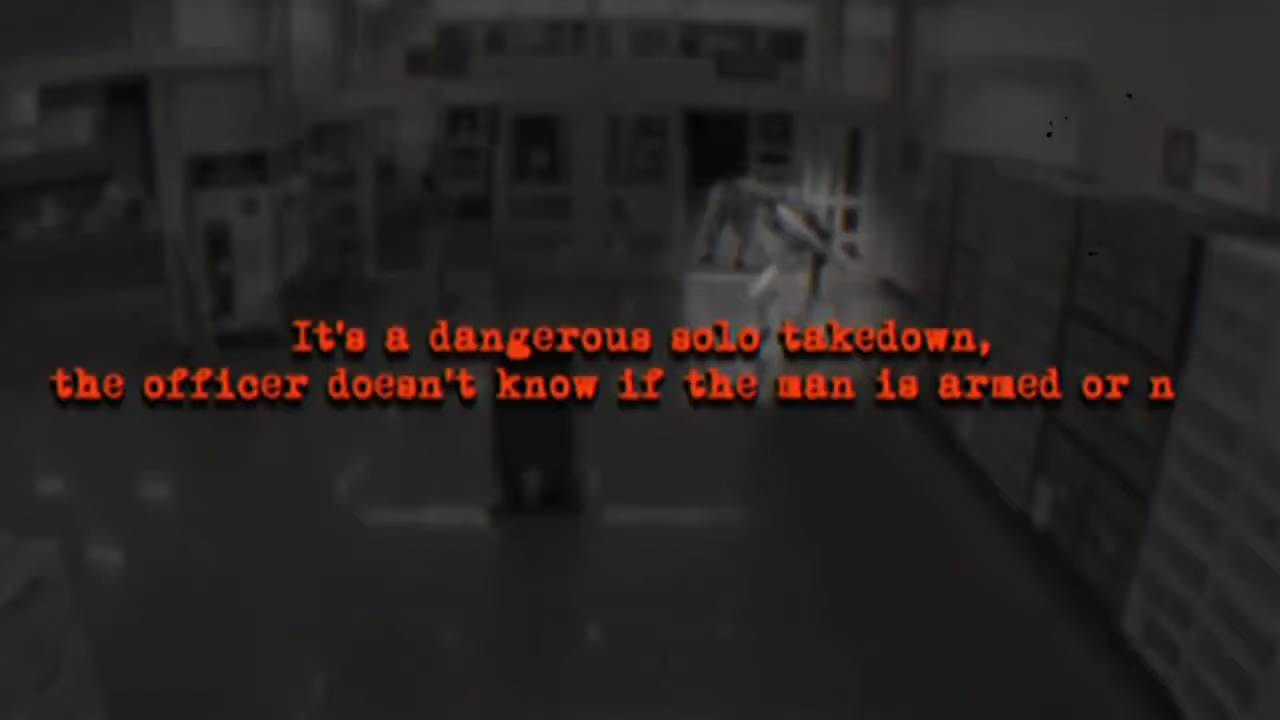 It's a dangerous solo takedown,
the officer doesn't know if the man is armed or n